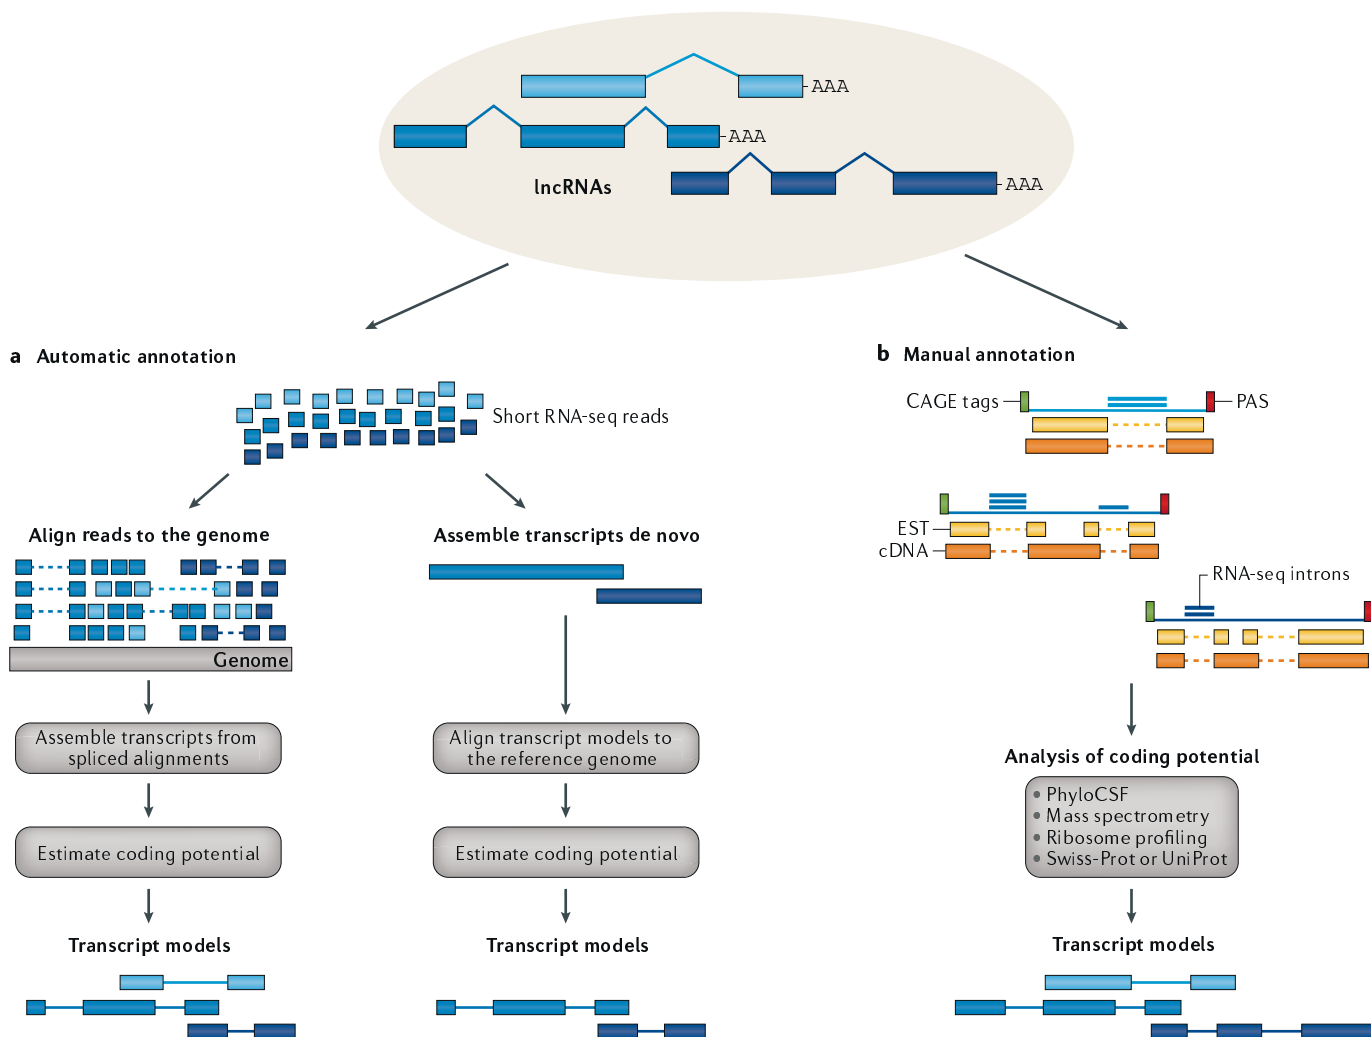 AAA
AAA
lncRNAs
AAA
a Automatic annotation
Short RNA-seq reads
Align reads to the genome
Genome
Assemble transcripts from
spliced alignments
Estimate coding potential
Transcript models
Assemble transcripts de novo
Align transcript models to
the reference genome
Estimate coding potential
Transcript models
b Manual annotation
CAGE tags
PAS
EST
cDNA
RNA-seq introns
Analysis of coding potential
• PhyloCSF
• Mass spectrometry
• Ribosome profiling
• Swiss-Prot or UniProt
Transcript models